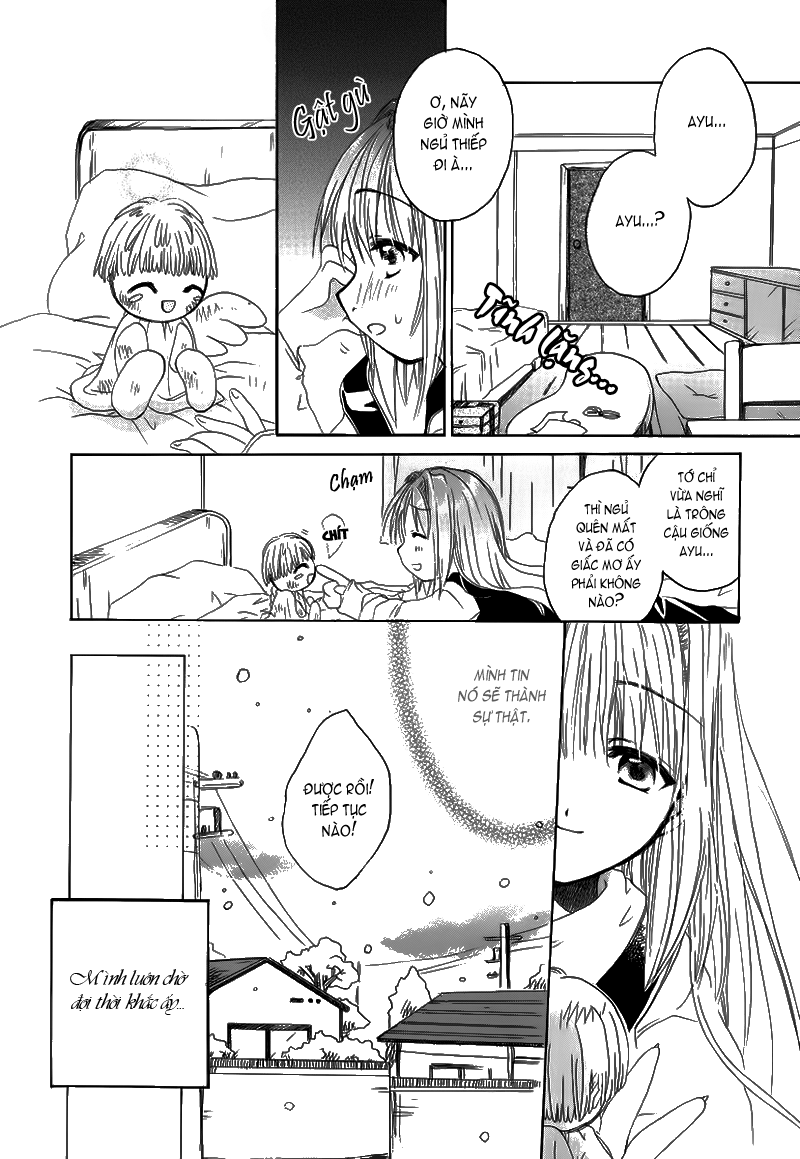 AYU...
AYU...?
Tĩnh lặng...
Ơ, NÃY
GIỜ MÌNH
NGỦ THIẾP
ĐI À...
Gật gù
TỚ CHỈ
VỪA NGHĨ
LÀ TRÔNG
CẬU GIỐNG
AYU...
THÌ NGỦ
QUÊN MẤT
VÀ ĐÃ CÓ
GIẤC MƠ ẤY
PHẢI KHÔNG
NÀO?
Chạm
CHÍT
MÌNH TIN
NÓ SẼ THÀNH
SỰ THẬT.
ĐƯỢC RỒI!
TIẾP TỤC
NÀO!
Mình luôn chờ
đợi thời khắc ấy...